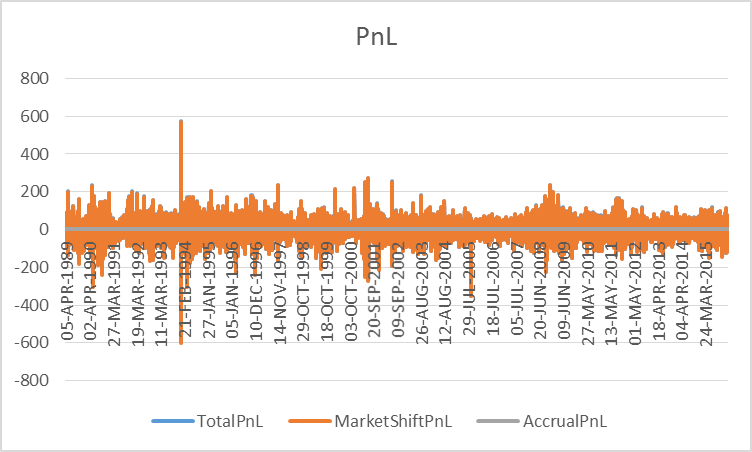 PnL
800
600
400
200
0
-200
-400
-600
-800
05-APR-1989
02-APR-1990
27-MAR-1991
19-MAR-1992
11-MAR-1993
21-FEB-1994
27-JAN-1995
05-JAN-1996
10-DEC-1996
14-NOV-1997
29-OCT-1998
18-OCT-1999
03-OCT-2000
20-SEP-2001
09-SEP-2002
26-AUG-2003
12-AUG-2004
29-JUL-2005
18-JUL-2006
05-JUL-2007
20-JUN-2008
09-JUN-2009
27-MAY-2010
13-MAY-2011
01-MAY-2012
18-APR-2013
04-APR-2014
24-MAR-2015
TotalPnL MarketShiftPnL AccrualPnL